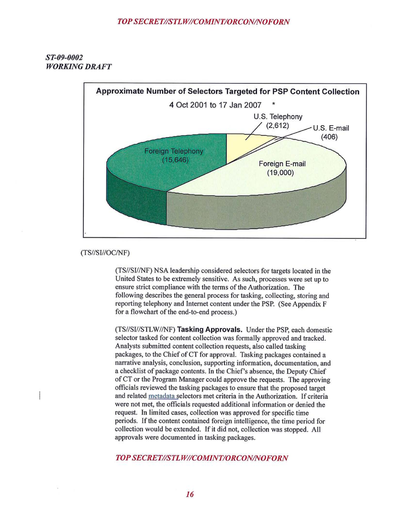 TOP SECRET//STLW//COMINT/ORCON/NOFORN
ST-09-0002
WORKING DRAFT
Approximate Number of Selectors Targeted for PSP Content Collection
4 Oct 2001 to 17 Jan 2007 *
U.S. Telephony
(2,612)
U.S. E-mail
(406)
Foreign Telephony
(15,646)
Foreign E-mail
(19,000)
(TS//SI//OC/NF)
(TS//SI//NF) NSA leadership considered selectors for targets located in the
United States to be extremely sensitive. As such, processes were set up to
ensure strict compliance with the terms of the Authorization. The
following describes the general process for tasking, collecting, storing and
reporting telephony and Internet content under the PSP. (See Appendix F
for a flowchart of the end-to-end process.)
(TS//SI//STLW//NF) Tasking Approvals. Under the PSP, each domestic
selector tasked for content collection was formally approved and tracked.
Analysts submitted content collection requests, also called tasking
packages, to the Chief of CT for approval. Tasking packages contained a
narrative analysis, conclusion, supporting information, documentation, and
a checklist of package contents. In the Chief's absence, the Deputy Chief
of CT or the Program Manager could approve the requests. The approving
officials reviewed the tasking packages to ensure that the proposed target
and related metadata selectors met criteria in the Authorization. If criteria
were not met, the officials requested additional information or denied the
request. In limited cases, collection was approved for specific time
periods. If the content contained foreign intelligence, the time period for
collection would be extended. If it did not, collection was stopped. All
approvals were documented in tasking packages.
TOP SECRET//STLW//COMINT/ORCON/NOFORN
16